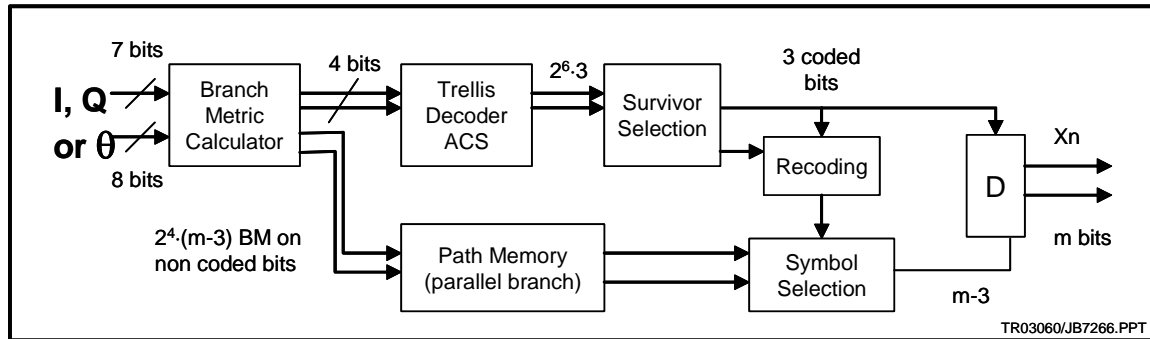 7 bits
I, Q
or θ
8 bits
Branch
Metric
Calculator
4 bits
Trellis
Decoder
ACS
2⁶·3
Survivor
Selection
3 coded
bits
Recoding
D
Xn
m bits
2⁴·(m-3) BM on
non coded bits
Path Memory
(parallel branch)
Symbol
Selection
m-3
TR03060/JB7266.PPT